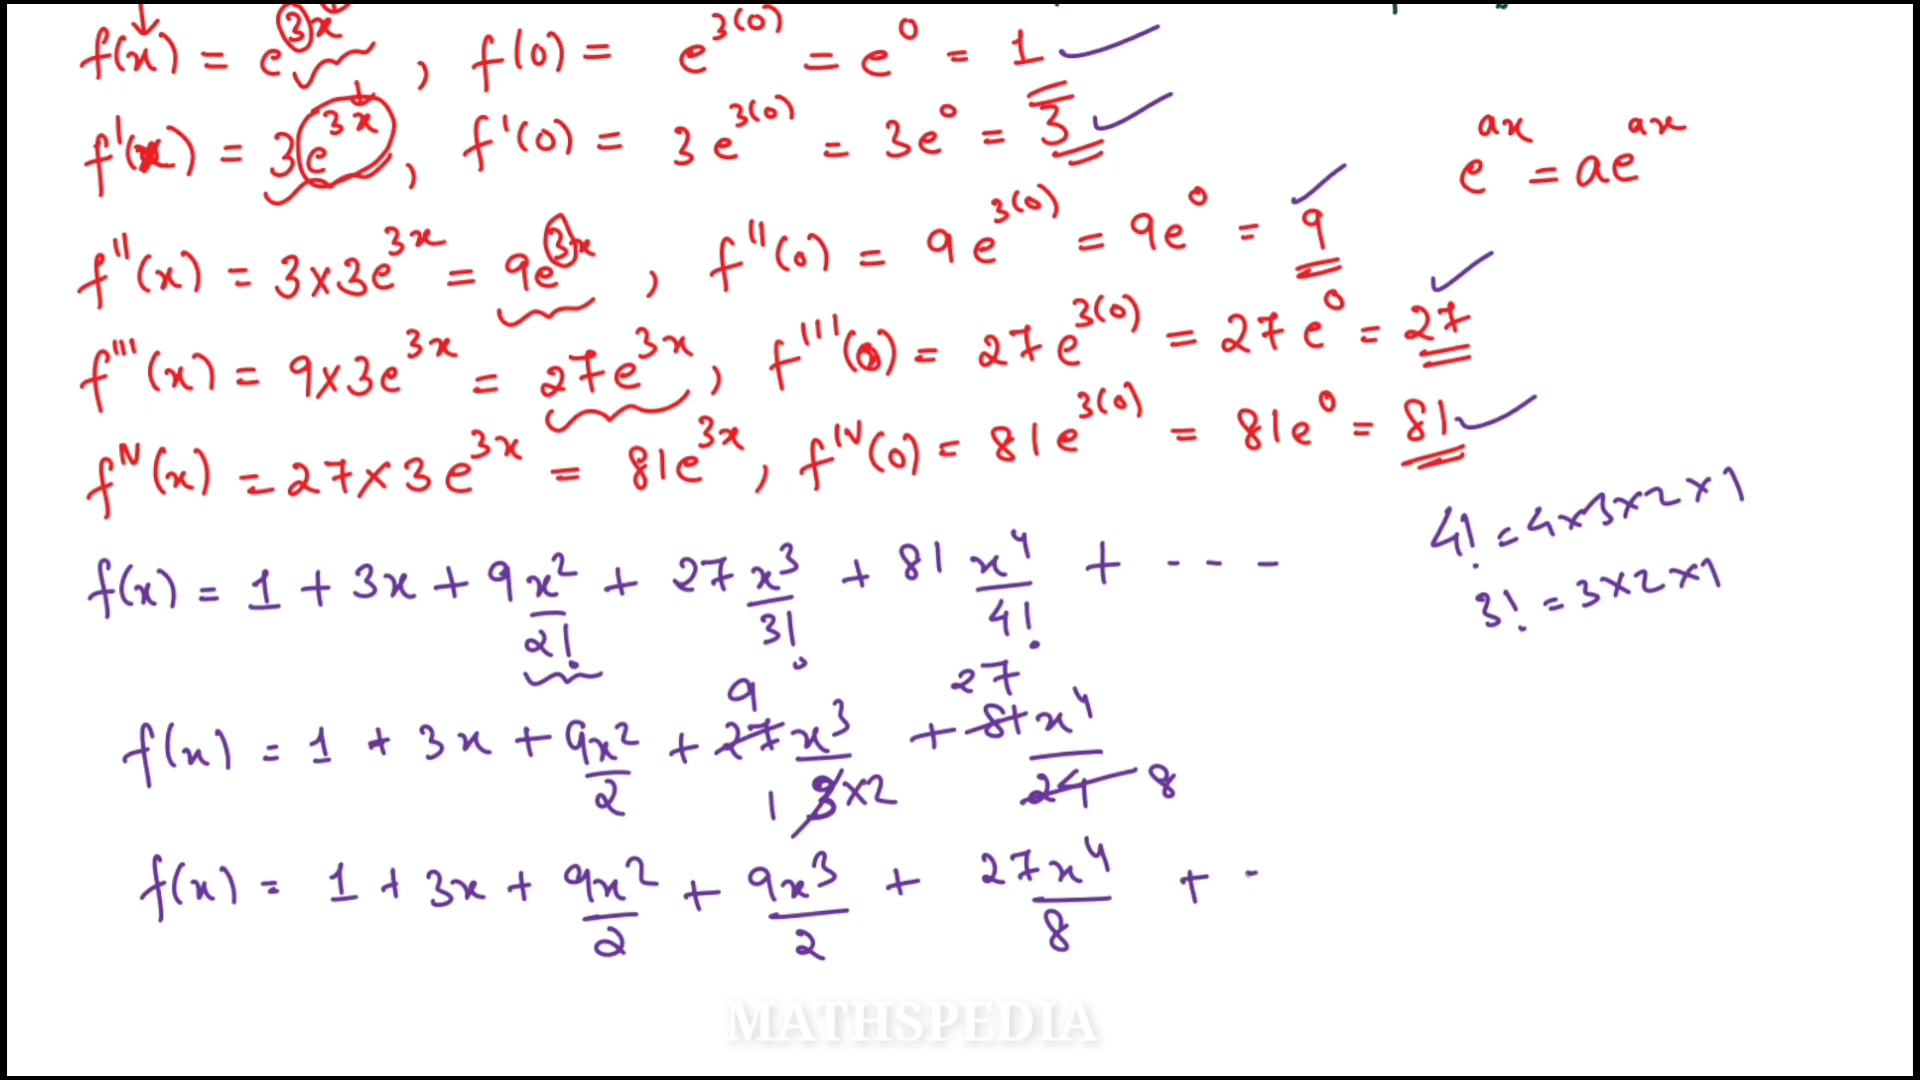 f(x) = e^{3x}, f(0) = e^{3(0)} = e^0 = 1
f'(x) = 3e^{3x}, f'(0) = 3e^{3(0)} = 3e^0 = 3
e^{ax} = ae^{ax}
f''(x) = 3×3e^{3x} = 9e^{3x}, f''(0) = 9e^{3(0)} = 9e^0 = 9
f'''(x) = 9×3e^{3x} = 27e^{3x}, f'''(0) = 27e^{3(0)} = 27e^0 = 27
f^{IV}(x) = 27×3e^{3x} = 81e^{3x}, f^{IV}(0) = 81e^{3(0)} = 81e^0 = 81
4! = 4×3×2×1
3! = 3×2×1
f(x) = 1 + 3x + 9x^2/2! + 27x^3/3! + 81x^4/4! + - - -
9 27
f(x) = 1 + 3x + 9x^2/2 + 27x^3/3×2 + 81x^4/24
1 8
f(x) = 1 + 3x + 9x^2/2 + 9x^3/2 + 27x^4/8 + -
MATHSPEDIA